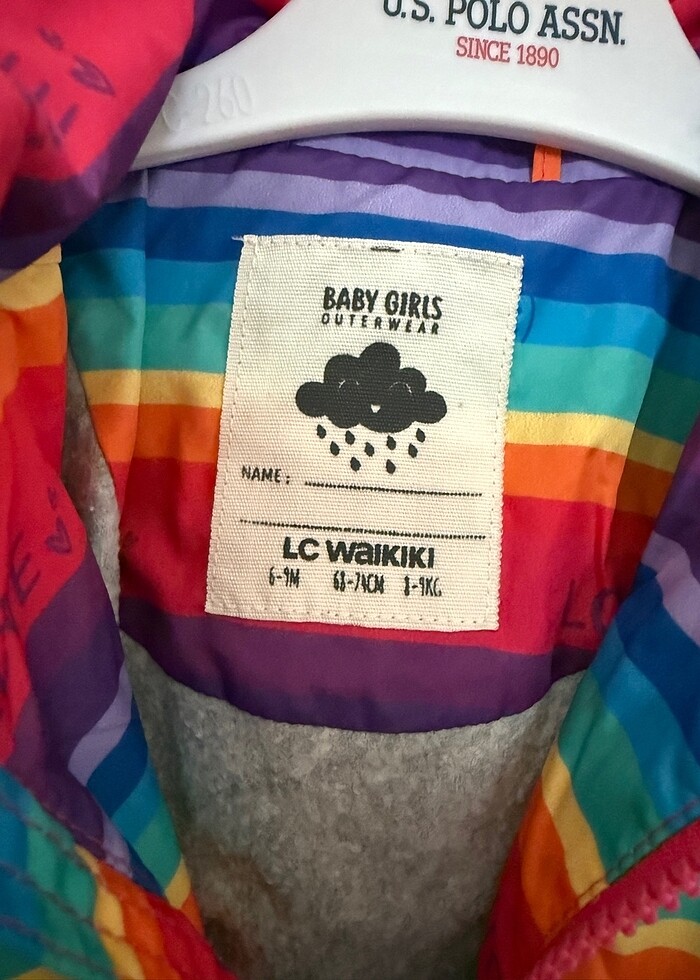 U.S. POLO ASSN.
SINCE 1890
BABY GIRLS
OUTERWEAR
NAME:
LC WAIKIKI
6-9M 68-74CM 8-9KG